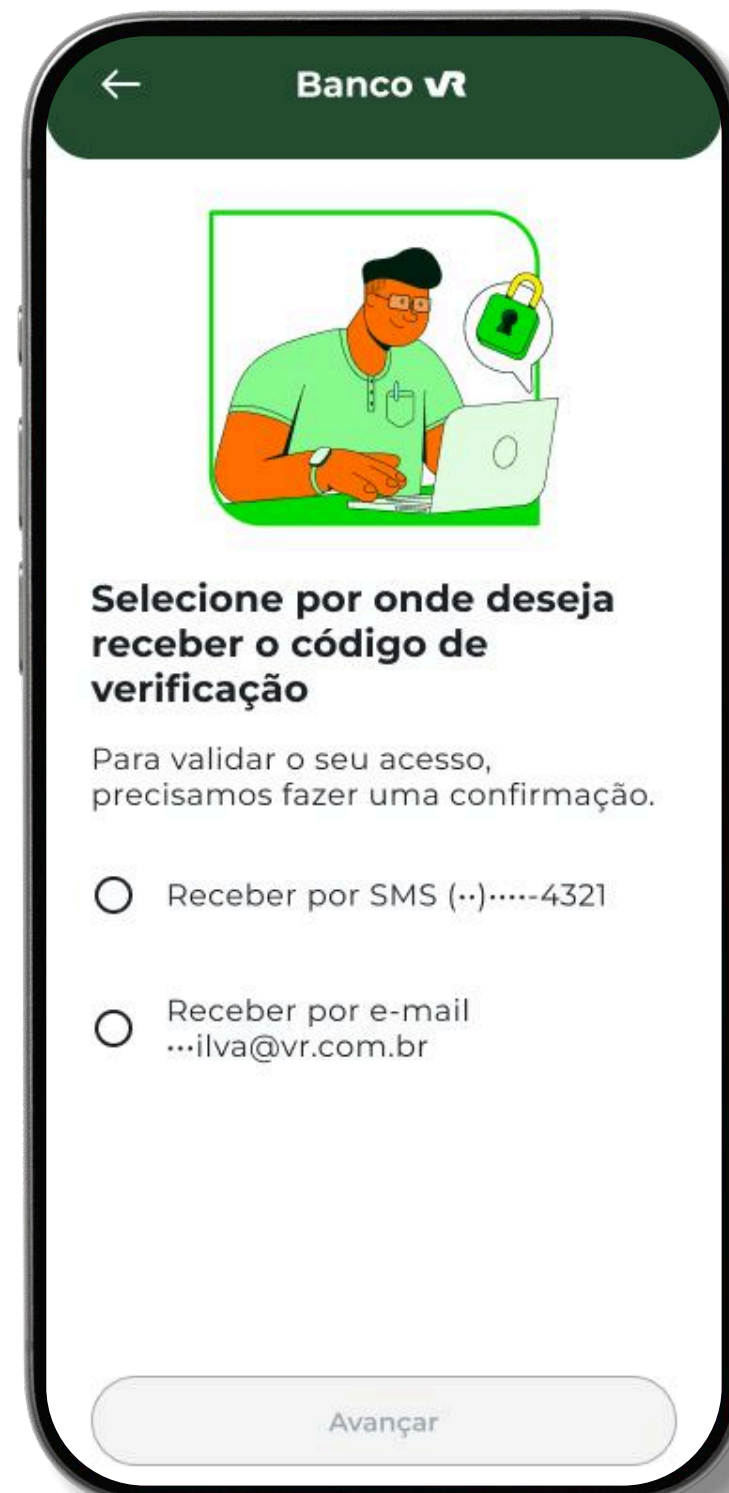 Banco VR
Selecione por onde deseja
receber o código de
verificação
Para validar o seu acesso,
precisamos fazer uma confirmação.
Receber por SMS (··)·····-4321
Receber por e-mail
···ilva@vr.com.br
Avançar